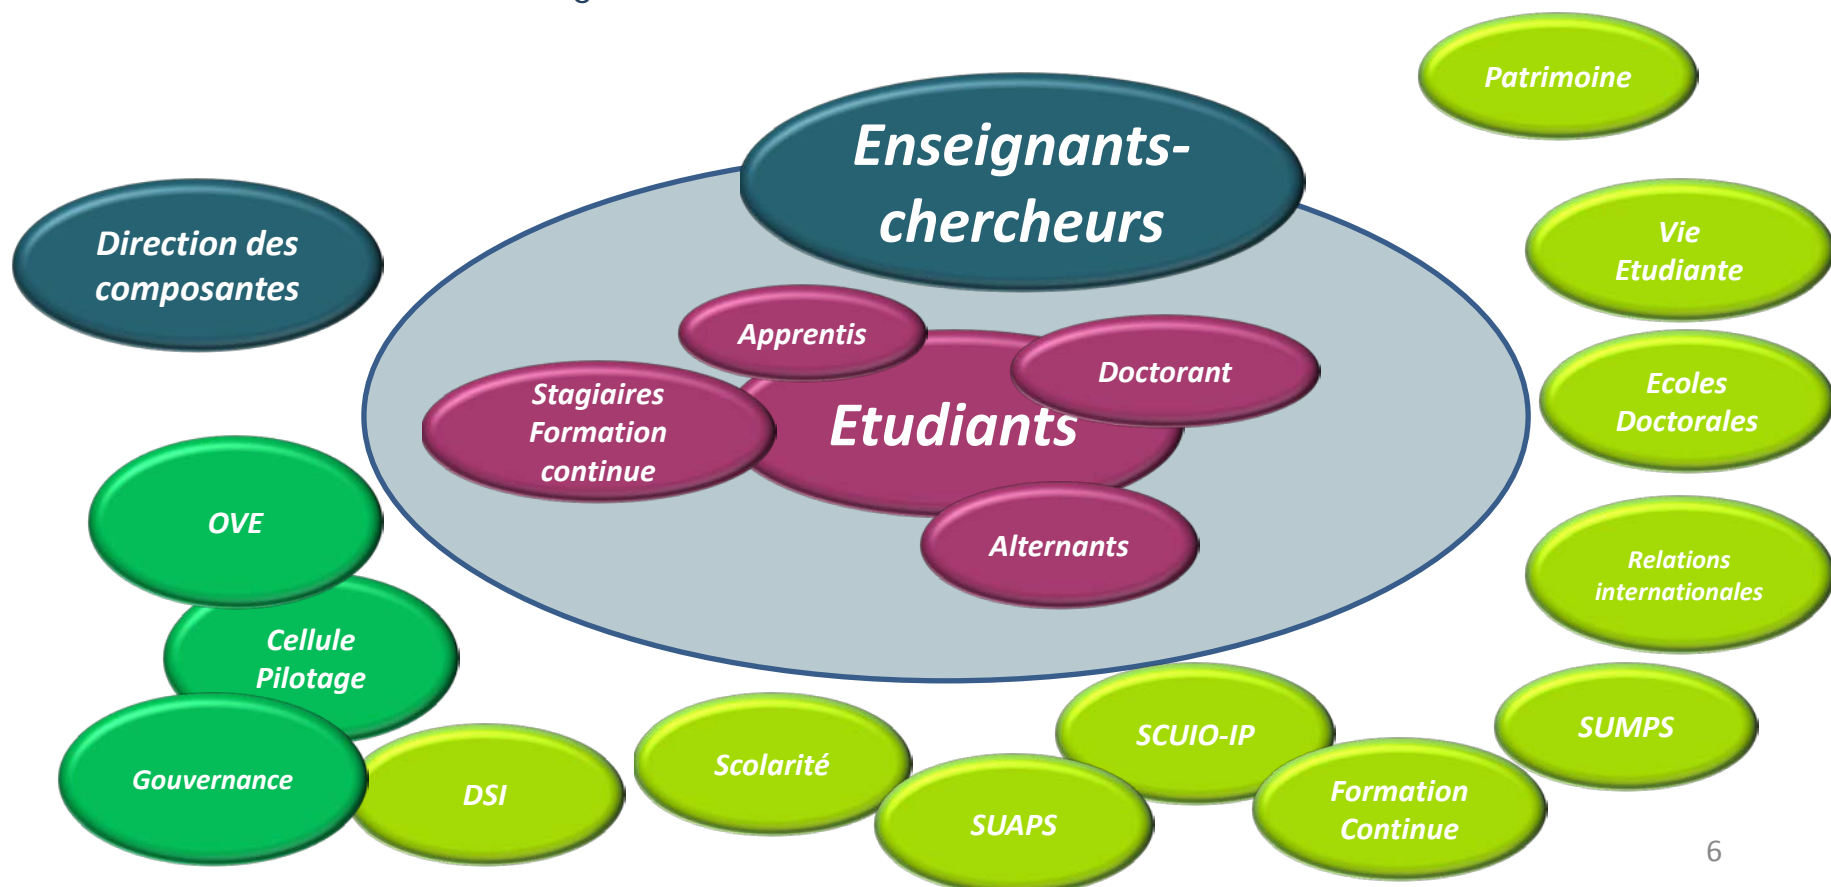 g
Patrimoine
Enseignants-
chercheurs
Direction des
composantes
Vie
Etudiante
Apprentis
Doctorant
Stagiaires
Formation
continue
Etudiants
Ecoles
Doctorales
OVE
Alternants
Relations
internationales
Cellule
Pilotage
SCUIO-IP
SUMPS
Gouvernance
DSI
Scolarité
SUAPS
Formation
Continue
6